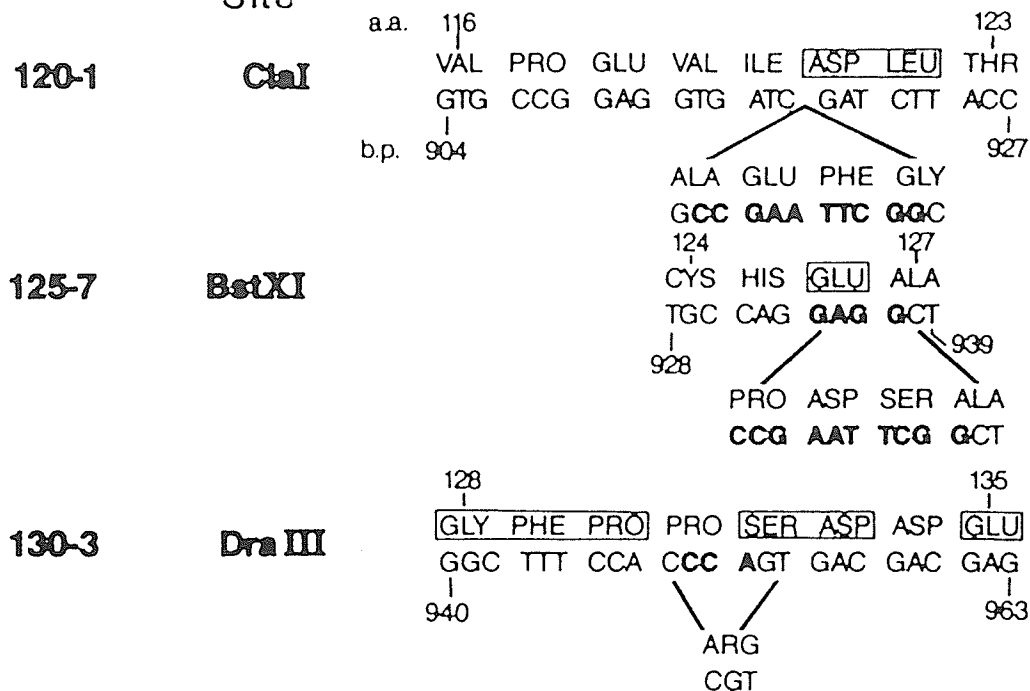 Site
a.a. 116 123
120-1 ClaI VAL PRO GLU VAL ILE ASP LEU THR
GTG CCG GAG GTG ATC GAT CTT ACC
b.p. 904 927
ALA GLU PHE GLY
GCC GAA TTC GGC
124 127
125-7 BstXI CYS HIS GLU ALA
TGC CAG GAG GCT
928 939
PRO ASP SER ALA
CCG AAT TCG GCT
128 135
130-3 Dra III GLY PHE PRO PRO SER ASP ASP GLU
GGC TTT CCA CCC AGT GAC GAC GAG
940 963
ARG
CGT